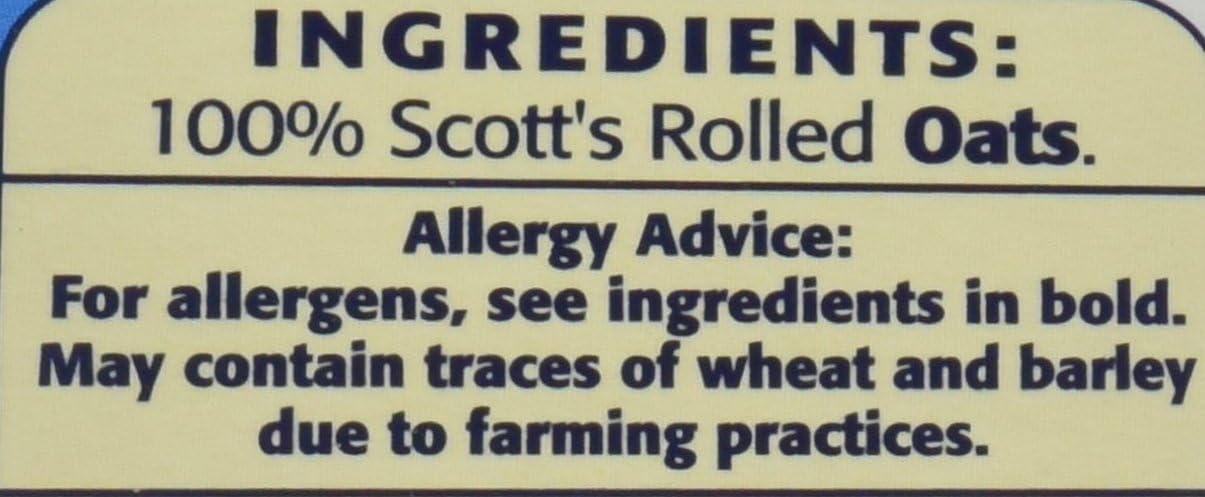 INGREDIENTS:
100% Scott's Rolled Oats.
Allergy Advice:
For allergens, see ingredients in bold.
May contain traces of wheat and barley
due to farming practices.